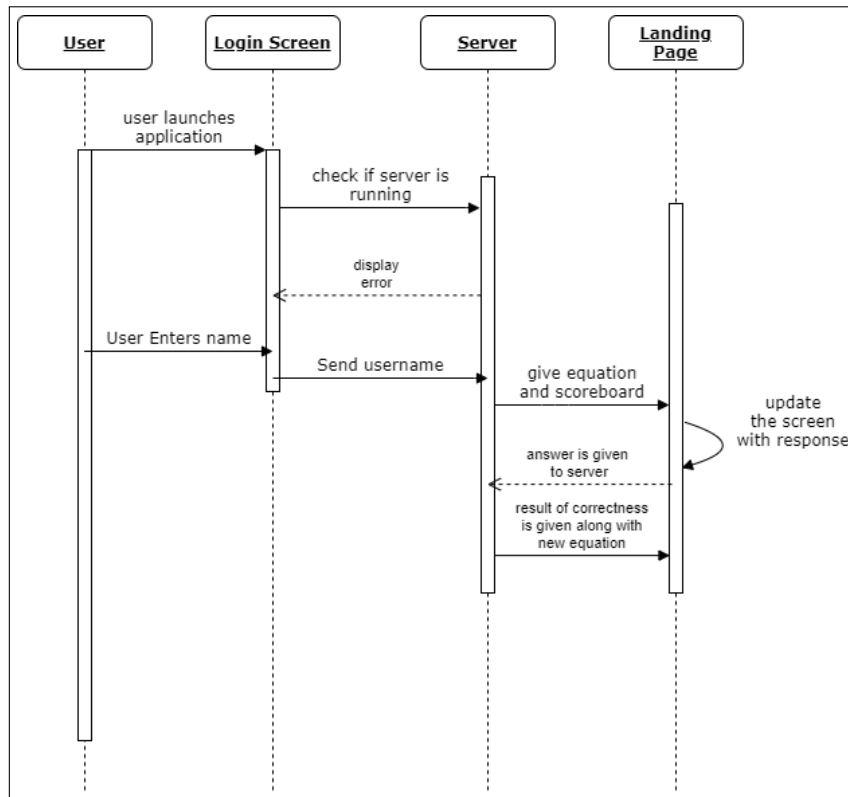 User
Login Screen
Server
Landing
Page
user launches
application
check if server is
running
display
error
User Enters name
Send username
give equation
and scoreboard
update
the screen
with response
answer is given
to server
result of correctness
is given along with
new equation